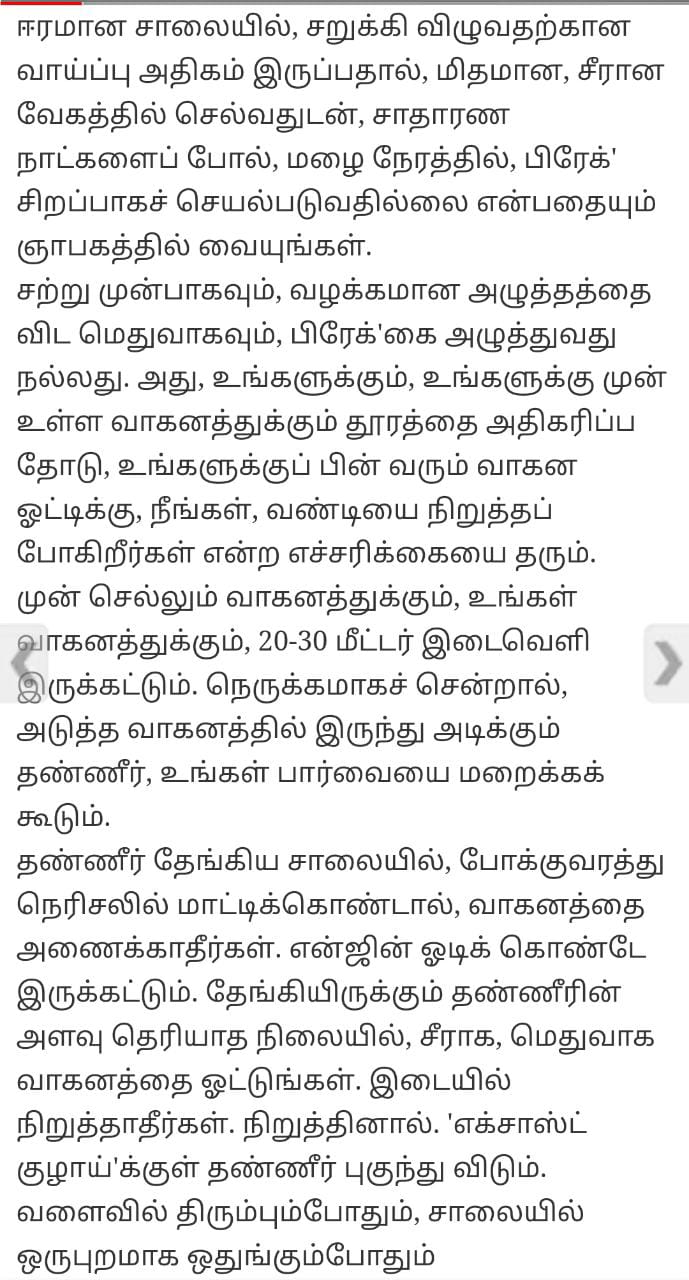 ஈரமான சாலையில், சறுக்கி விழுவதற்கான
வாய்ப்பு அதிகம் இருப்பதால், மிதமான, சீரான
வேகத்தில் செல்வதுடன், சாதாரண
நாட்களைப் போல், மழை நேரத்தில், பிரேக்'
சிறப்பாகச் செயல்படுவதில்லை என்பதையும்
ஞாபகத்தில் வையுங்கள்.
சற்று முன்பாகவும், வழக்கமான அழுத்தத்தை
விட மெதுவாகவும், பிரேக்'கை அழுத்துவது
நல்லது. அது, உங்களுக்கும், உங்களுக்கு முன்
உள்ள வாகனத்துக்கும் தூரத்தை அதிகரிப்ப
தோடு, உங்களுக்குப் பின் வரும் வாகன
ஓட்டிக்கு, நீங்கள், வண்டியை நிறுத்தப்
போகிறீர்கள் என்ற எச்சரிக்கையை தரும்.
முன் செல்லும் வாகனத்துக்கும், உங்கள்
வாகனத்துக்கும், 20-30 மீட்டர் இடைவெளி
இருக்கட்டும். நெருக்கமாகச் சென்றால்,
அடுத்த வாகனத்தில் இருந்து அடிக்கும்
தண்ணீர், உங்கள் பார்வையை மறைக்கக்
கூடும்.
தண்ணீர் தேங்கிய சாலையில், போக்குவரத்து
நெரிசலில் மாட்டிக்கொண்டால், வாகனத்தை
அணைக்காதீர்கள். என்ஜின் ஓடிக் கொண்டே
இருக்கட்டும். தேங்கியிருக்கும் தண்ணீரின்
அளவு தெரியாத நிலையில், சீராக, மெதுவாக
வாகனத்தை ஓட்டுங்கள். இடையில்
நிறுத்தாதீர்கள். நிறுத்தினால். 'எக்சாஸ்ட்
குழாய்'க்குள் தண்ணீர் புகுந்து விடும்.
வளைவில் திரும்பும்போதும், சாலையில்
ஒருபுறமாக ஒதுங்கும்போதும்